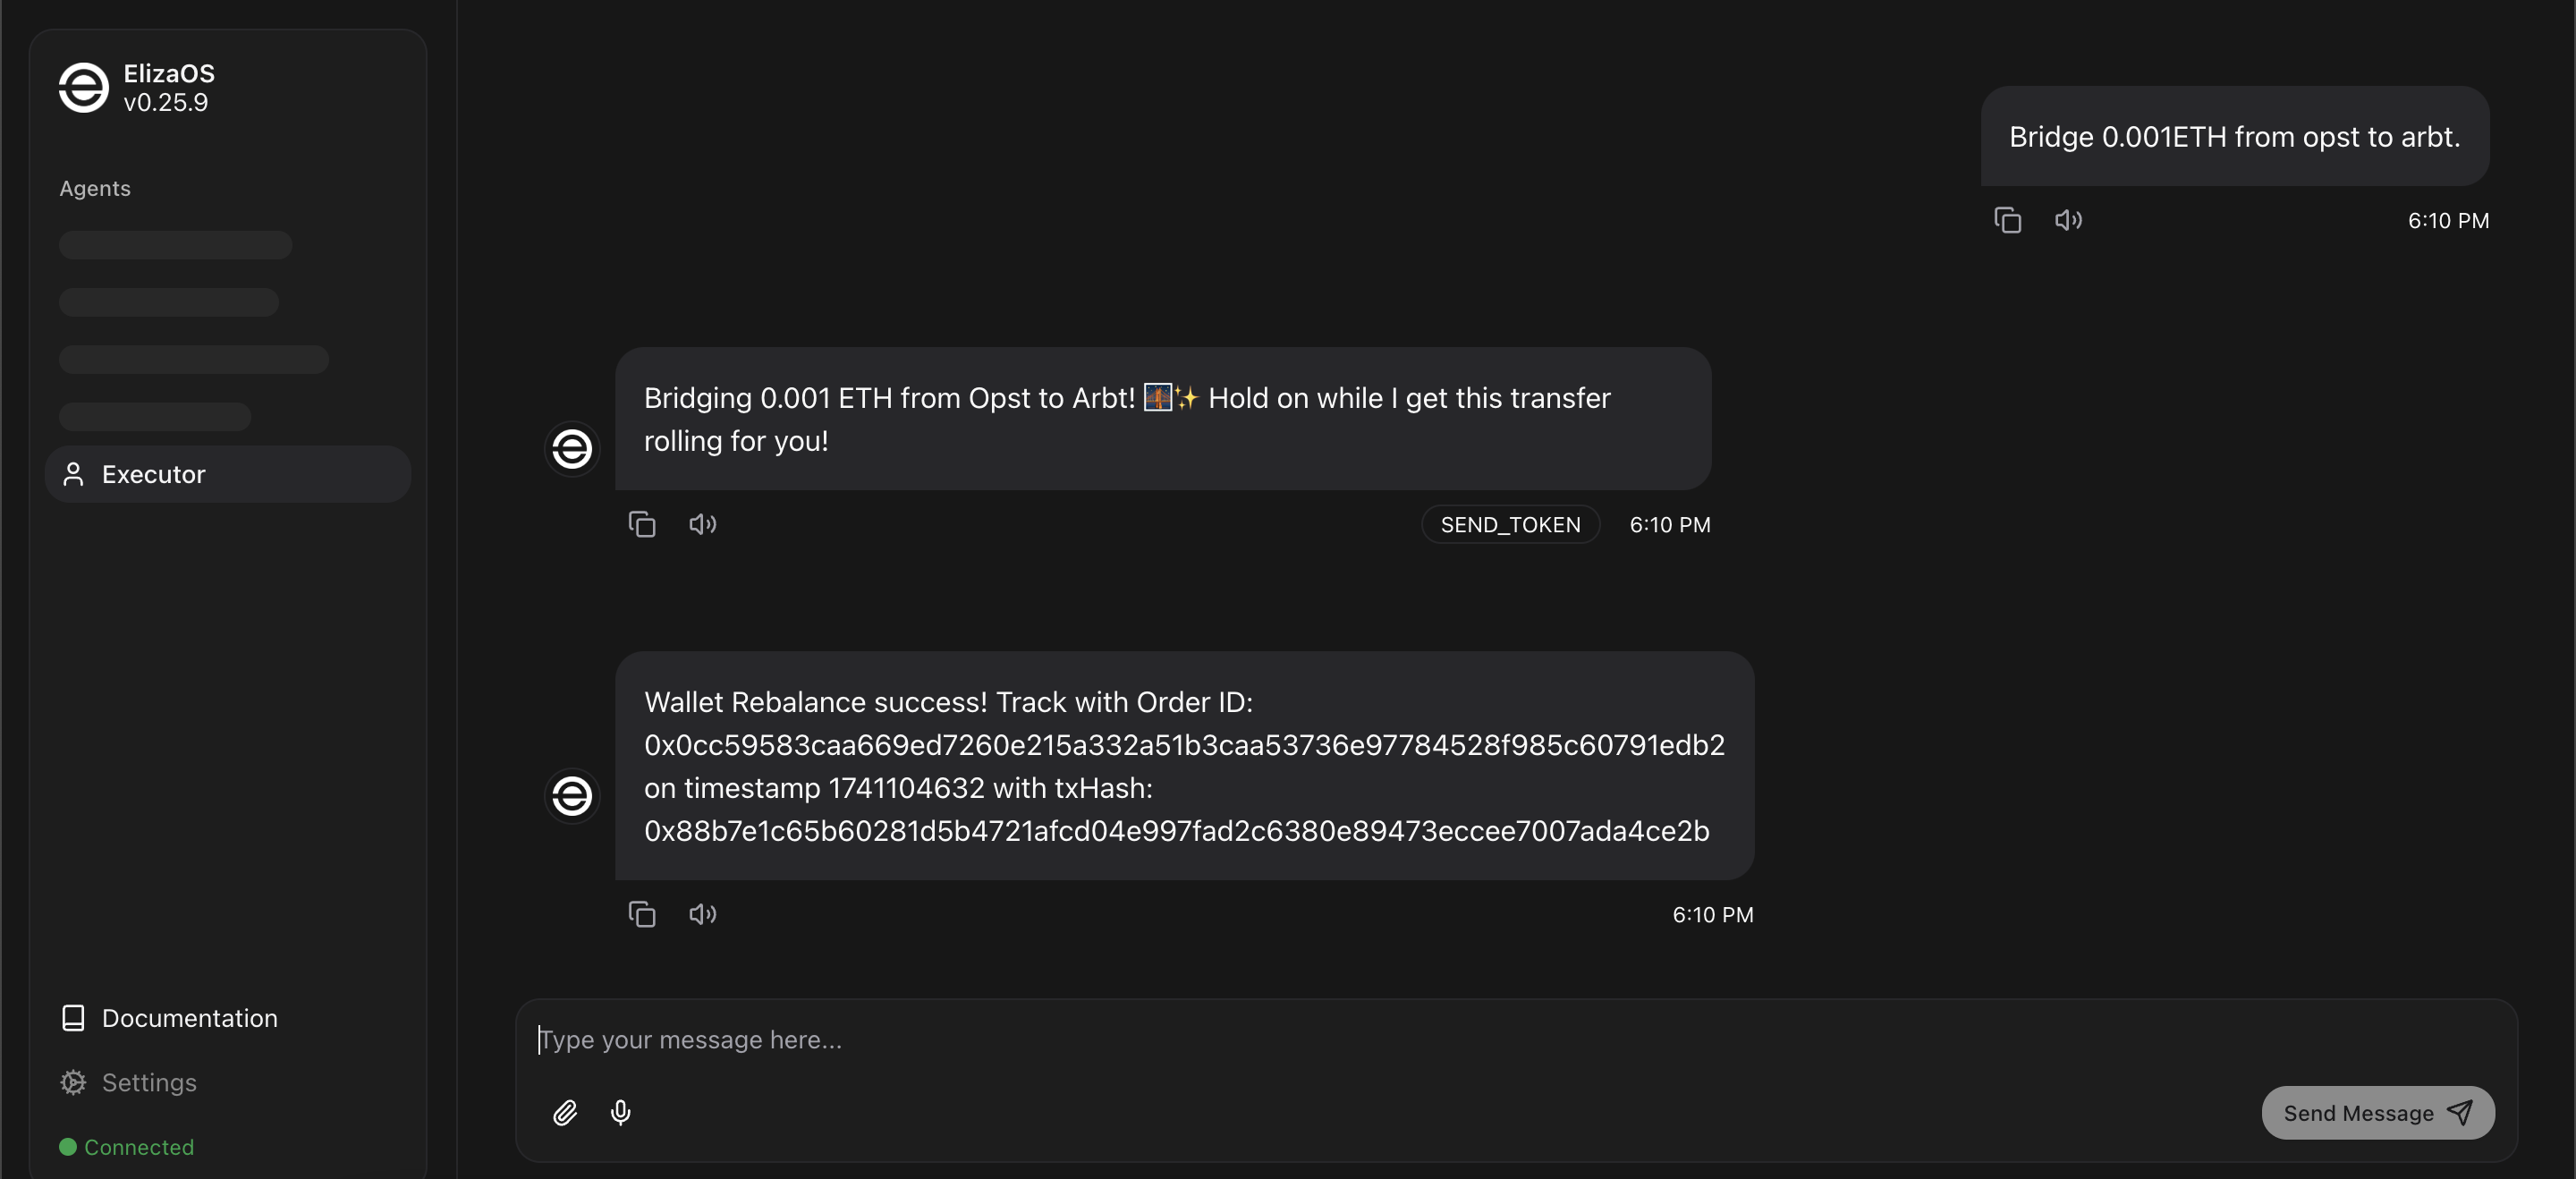 ElizaOS
v0.25.9
Agents
Executor
Documentation
Settings
Connected
Bridge 0.001ETH from opst to arbt.
6:10 PM
Bridging 0.001 ETH from Opst to Arbt! 🌉✨ Hold on while I get this transfer
rolling for you!
SEND_TOKEN
6:10 PM
Wallet Rebalance success! Track with Order ID:
0x0cc59583caa669ed7260e215a332a51b3caa53736e97784528f985c60791edb2
on timestamp 1741104632 with txHash:
0x88b7e1c65b60281d5b4721afcd04e997fad2c6380e89473eccee7007ada4ce2b
6:10 PM
Type your message here...
Send Message